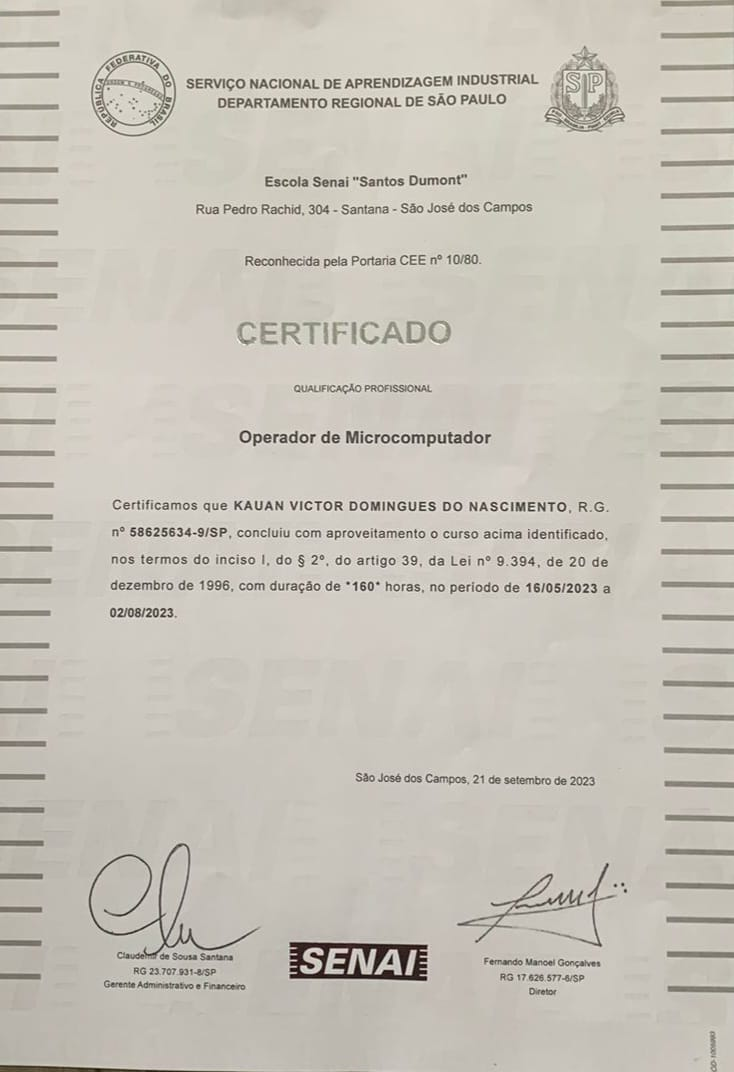 REPÚBLICA FEDERATIVA DO BRASIL
SERVIÇO NACIONAL DE APRENDIZAGEM INDUSTRIAL
DEPARTAMENTO REGIONAL DE SÃO PAULO
SP
Escola Senai "Santos Dumont"
Rua Pedro Rachid, 304 - Santana - São José dos Campos
Reconhecida pela Portaria CEE nº 10/80.
CERTIFICADO
QUALIFICAÇÃO PROFISSIONAL
Operador de Microcomputador
Certificamos que KAUAN VICTOR DOMINGUES DO NASCIMENTO, R.G.
nº 58625634-9/SP, concluiu com aproveitamento o curso acima identificado,
nos termos do inciso I, do § 2º, do artigo 39, da Lei nº 9.394, de 20 de
dezembro de 1996, com duração de *160* horas, no período de 16/05/2023 a
02/08/2023.
São José dos Campos, 21 de setembro de 2023
Claudemir de Sousa Santana
RG 23.707.931-8/SP
Gerente Administrativo e Financeiro
SENAI
Fernando Manoel Gonçalves
RG 17.626.577-6/SP
Diretor